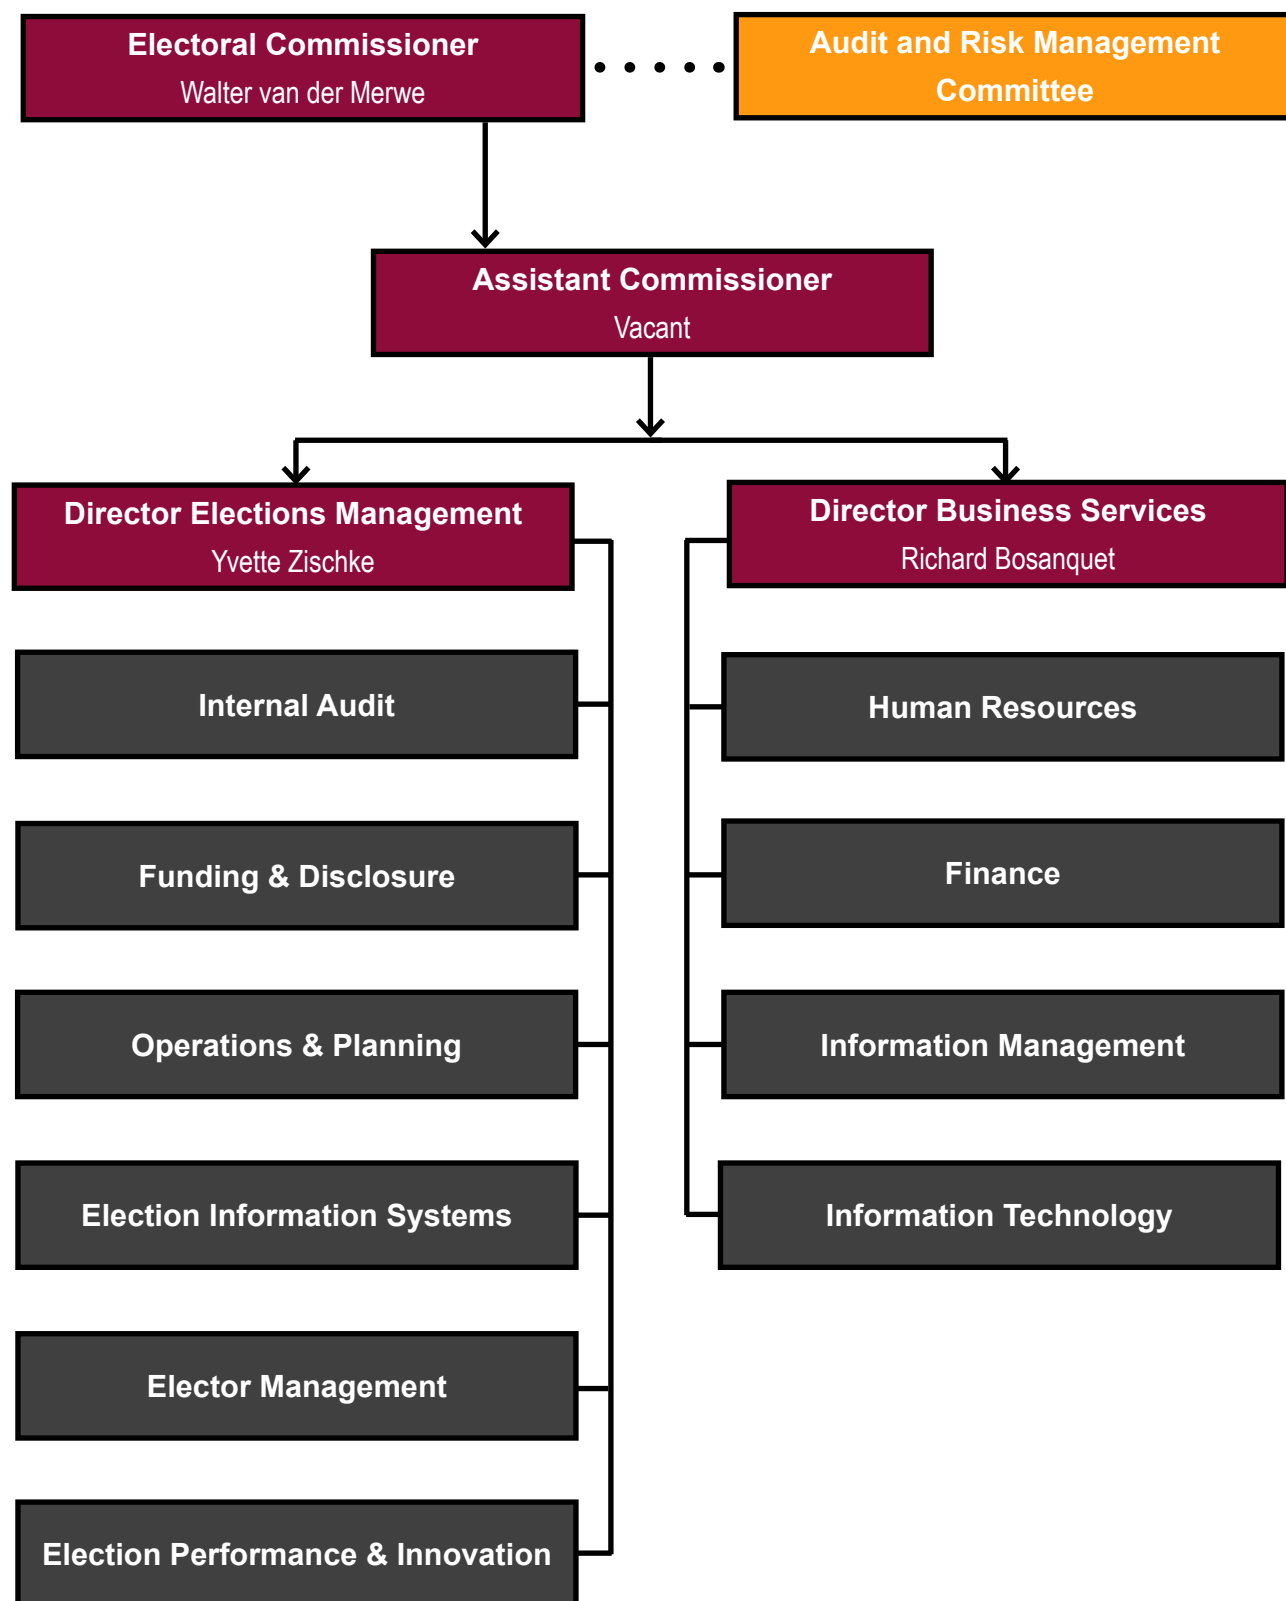 Electoral Commissioner
Walter van der Merwe
Audit and Risk Management
Committee
Assistant Commissioner
Vacant
Director Elections Management
Yvette Zischke
Director Business Services
Richard Bosanquet
Internal Audit
Human Resources
Funding & Disclosure
Finance
Operations & Planning
Information Management
Election Information Systems
Information Technology
Elector Management
Election Performance & Innovation